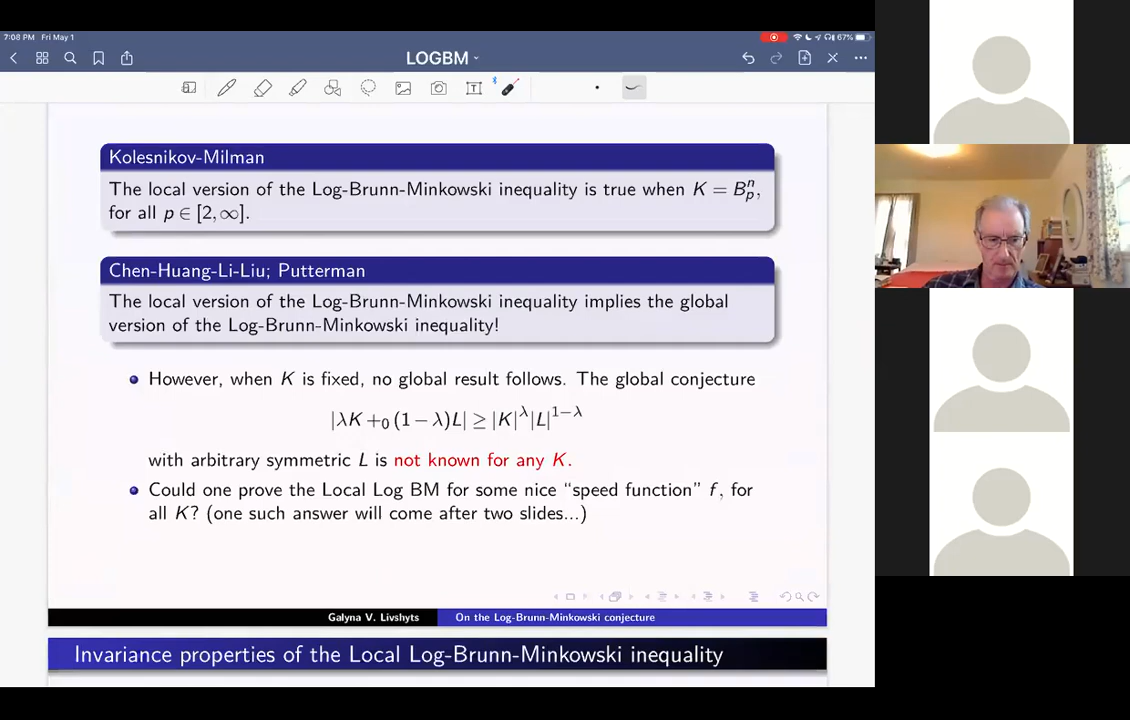 7:08 PM Fri May 1
67%
LOGBM
Kolesnikov-Milman
The local version of the Log-Brunn-Minkowski inequality is true when K = Bₚⁿ,
for all p ∈ [2, ∞].
Chen-Huang-Li-Liu; Putterman
The local version of the Log-Brunn-Minkowski inequality implies the global
version of the Log-Brunn-Minkowski inequality!
However, when K is fixed, no global result follows. The global conjecture
|λK +₀ (1 − λ)L| ≥ |K|^λ |L|^{1−λ}
with arbitrary symmetric L is not known for any K.
Could one prove the Local Log BM for some nice “speed function” f, for
all K? (one such answer will come after two slides...)
Galyna V. Livshyts On the Log-Brunn-Minkowski conjecture
Invariance properties of the Local Log-Brunn-Minkowski inequality